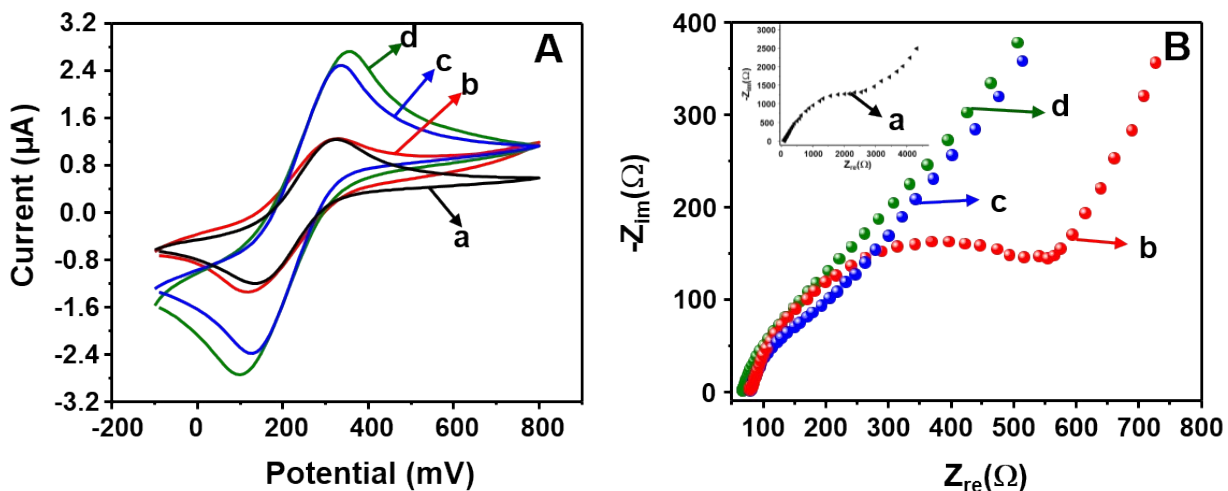 A
3.2
2.4
1.6
0.8
0.0
-0.8
-1.6
-2.4
-3.2
-200
0
200
400
600
800
Current (µA)
Potential (mV)
d
c
b
a
B
400
300
200
100
0
100
200
300
400
500
600
700
800
-Zim(Ω)
Zre(Ω)
d
c
b
3000
2500
2000
1500
1000
500
0
0
1000
2000
3000
4000
-Zim(Ω)
Zre(Ω)
a